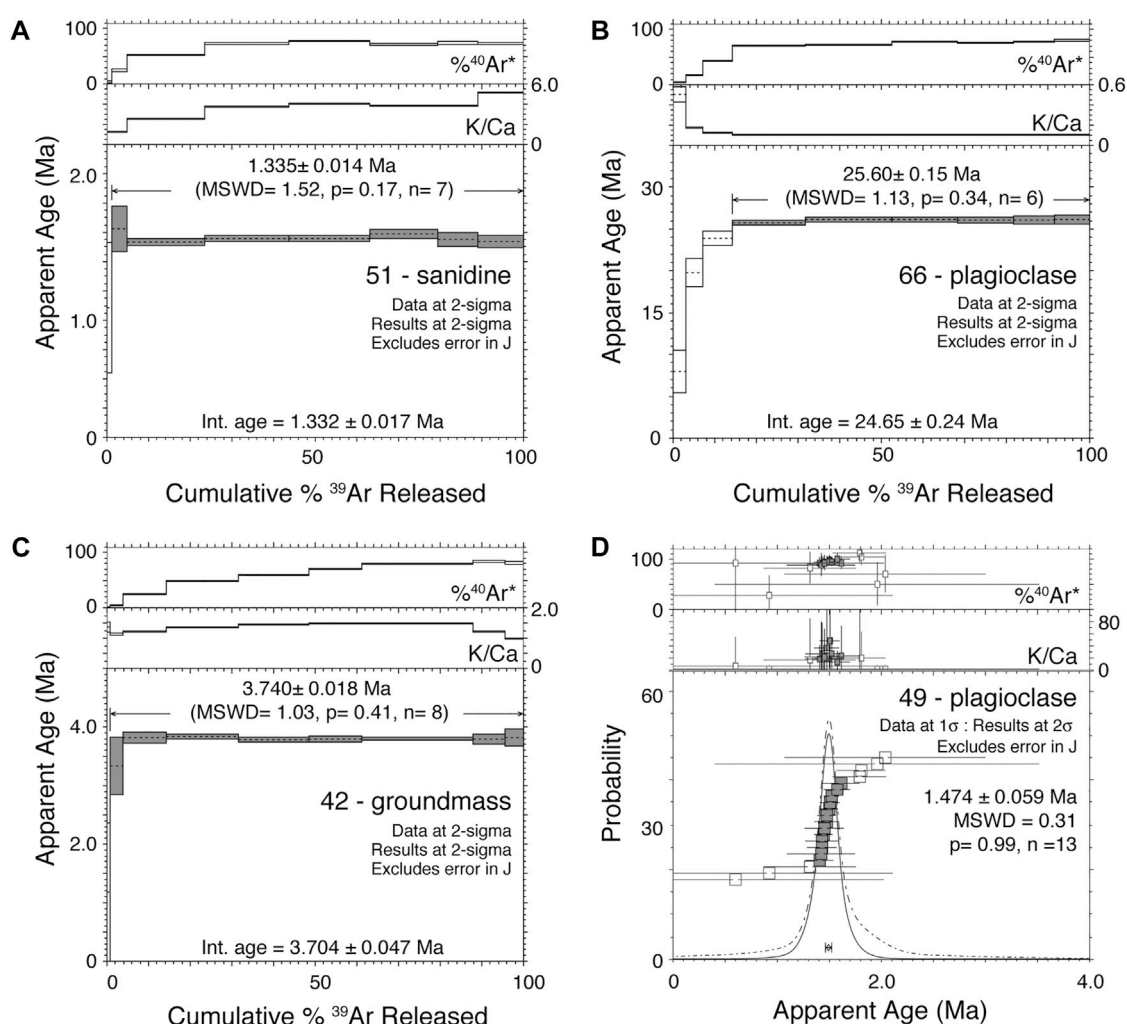 A
100
%⁴⁰Ar*
0
6.0
K/Ca
0
Apparent Age (Ma)
2.0
1.335± 0.014 Ma
(MSWD= 1.52, p= 0.17, n= 7)
51 - sanidine
Data at 2-sigma
Results at 2-sigma
Excludes error in J
1.0
Int. age = 1.332 ± 0.017 Ma
0
0 50 100
Cumulative % ³⁹Ar Released
B
100
%⁴⁰Ar*
0
0.6
K/Ca
0
Apparent Age (Ma)
30
25.60± 0.15 Ma
(MSWD= 1.13, p= 0.34, n= 6)
66 - plagioclase
Data at 2-sigma
Results at 2-sigma
Excludes error in J
15
Int. age = 24.65 ± 0.24 Ma
0
0 50 100
Cumulative % ³⁹Ar Released
C
100
%⁴⁰Ar*
0
2.0
K/Ca
0
Apparent Age (Ma)
3.740± 0.018 Ma
(MSWD= 1.03, p= 0.41, n= 8)
4.0
42 - groundmass
Data at 2-sigma
Results at 2-sigma
Excludes error in J
2.0
Int. age = 3.704 ± 0.047 Ma
0
0 50 100
Cumulative % ³⁹Ar Released
D
100
%⁴⁰Ar*
0
80
K/Ca
0
Probability
60
49 - plagioclase
Data at 1σ : Results at 2σ
Excludes error in J
1.474 ± 0.059 Ma
MSWD = 0.31
p= 0.99, n =13
30
0
0 2.0 4.0
Apparent Age (Ma)